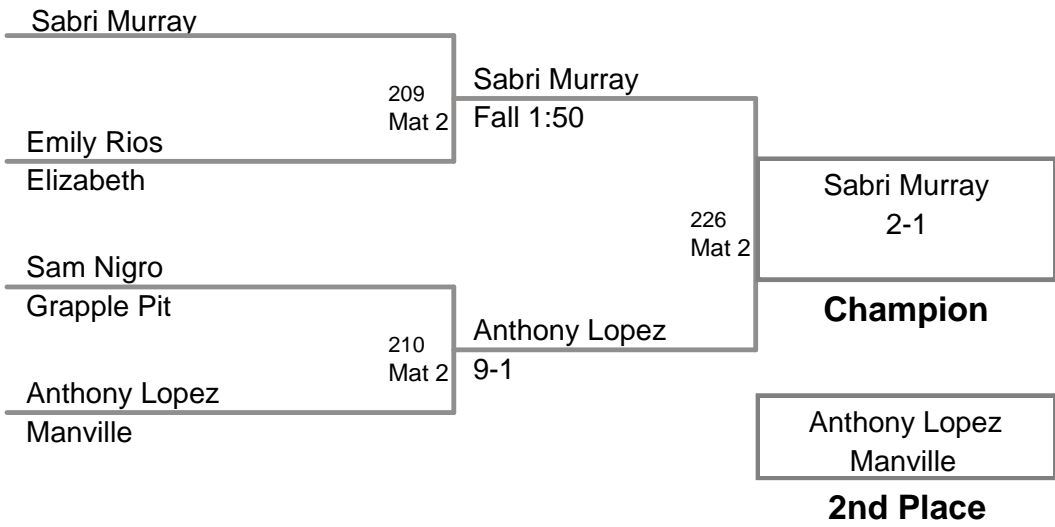 Sabri Murray
209
Mat 2
Sabri Murray
Fall 1:50
Emily Rios
Elizabeth
226
Mat 2
Sabri Murray
2-1
Champion
Sam Nigro
Grapple Pit
210
Mat 2
Anthony Lopez
9-1
Anthony Lopez
Manville
Anthony Lopez
Manville
2nd Place